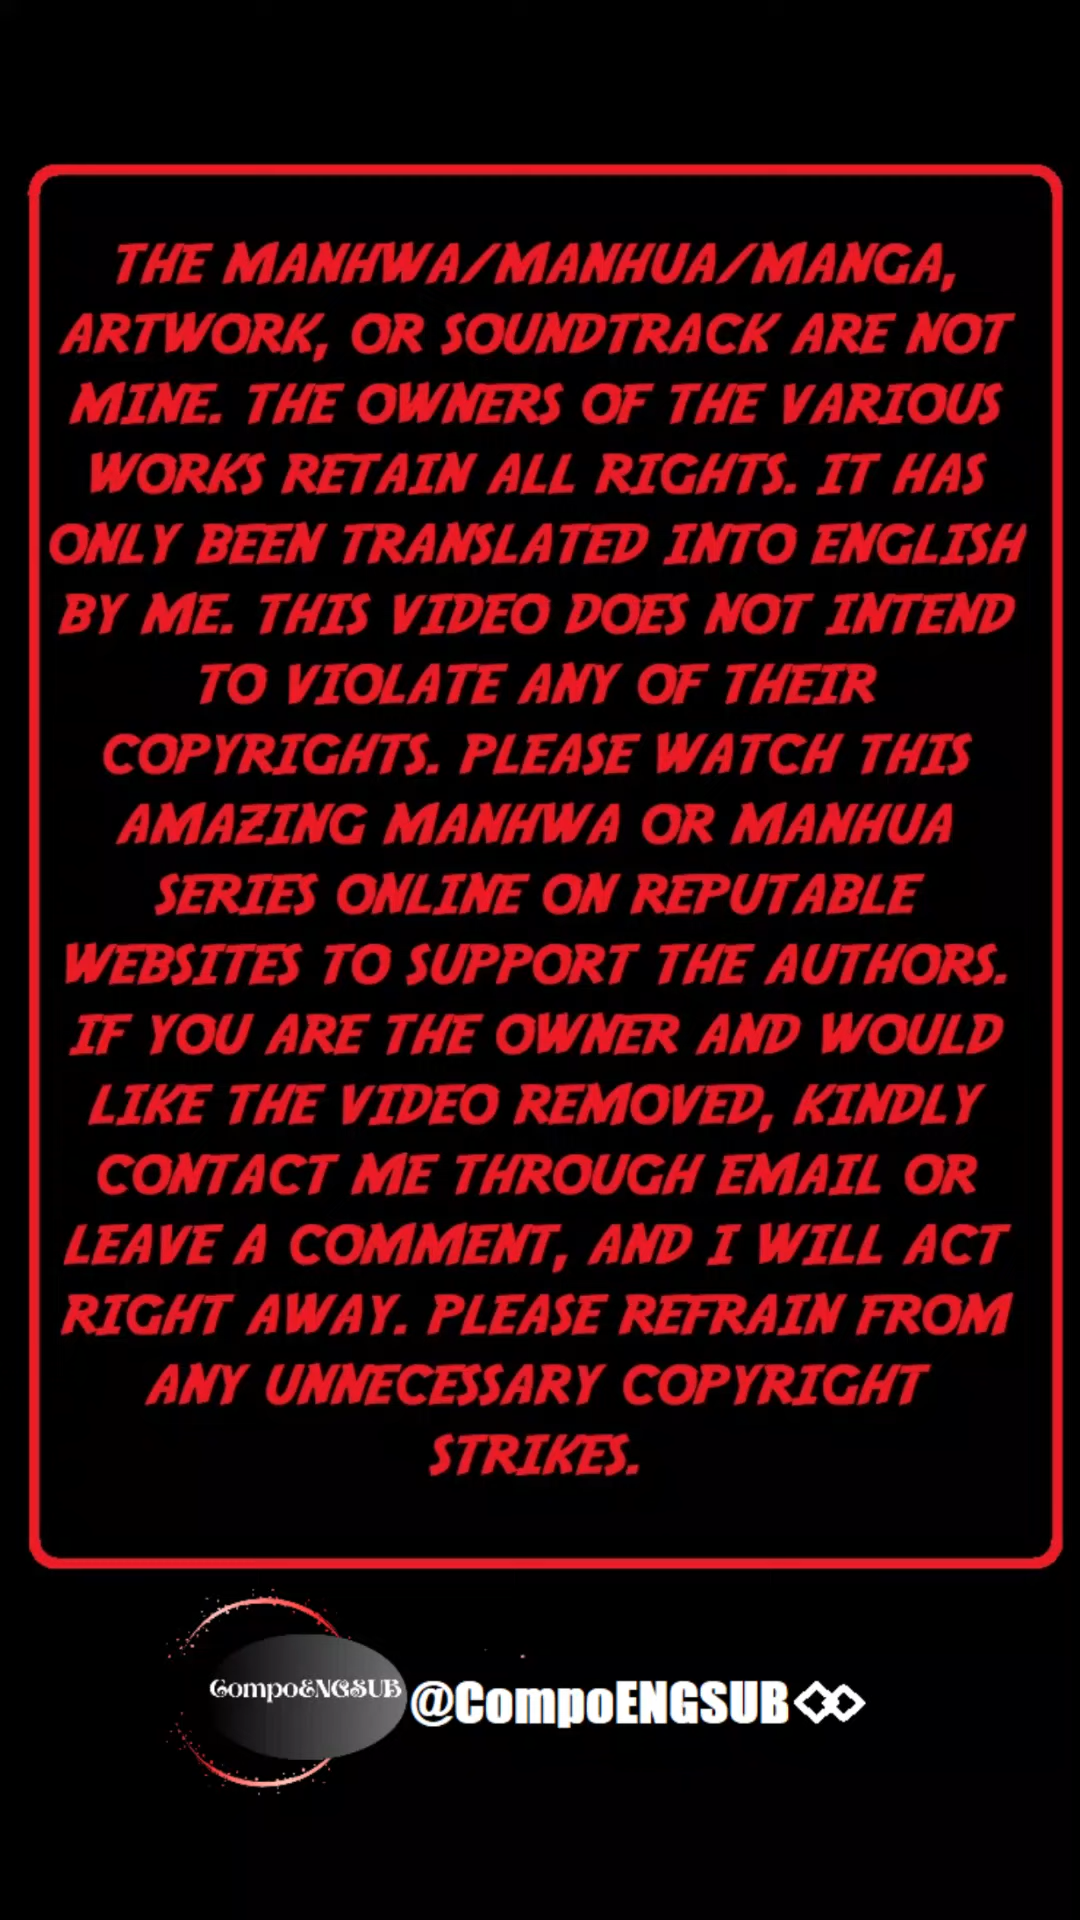 THE MANHWA/MANHUA/MANGA,
ARTWORK, OR SOUNDTRACK ARE NOT
MINE. THE OWNERS OF THE VARIOUS
WORKS RETAIN ALL RIGHTS. IT HAS
ONLY BEEN TRANSLATED INTO ENGLISH
BY ME. THIS VIDEO DOES NOT INTEND
TO VIOLATE ANY OF THEIR
COPYRIGHTS. PLEASE WATCH THIS
AMAZING MANHWA OR MANHUA
SERIES ONLINE ON REPUTABLE
WEBSITES TO SUPPORT THE AUTHORS.
IF YOU ARE THE OWNER AND WOULD
LIKE THE VIDEO REMOVED, KINDLY
CONTACT ME THROUGH EMAIL OR
LEAVE A COMMENT, AND I WILL ACT
RIGHT AWAY. PLEASE REFRAIN FROM
ANY UNNECESSARY COPYRIGHT
STRIKES.
CompoENGSUB
@CompoENGSUB